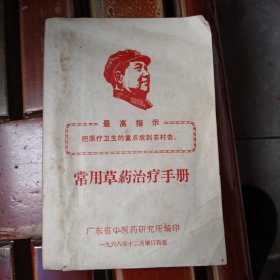 最高指示
把医疗卫生的重点放到农村去。
常用草药治疗手册
广东省中医药研究所编印
一九六八年十二月增订再版